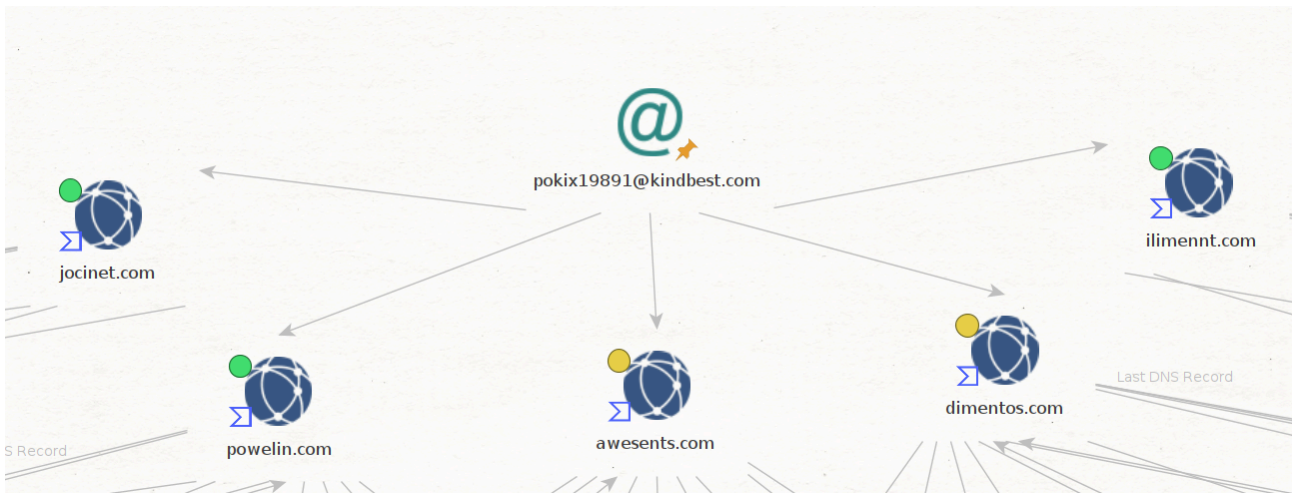 @
pokix19891@kindbest.com
jocinet.com
ilimennt.com
Last DNS Record
dimentos.com
S Record
powelin.com
awesents.com